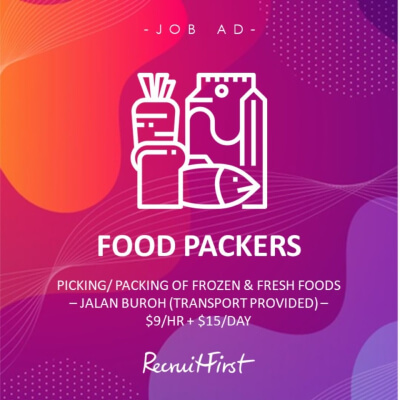 - JOB AD -
FOOD PACKERS
PICKING/ PACKING OF FROZEN & FRESH FOODS
– JALAN BUROH (TRANSPORT PROVIDED) –
$9/HR + $15/DAY
RecruitFirst